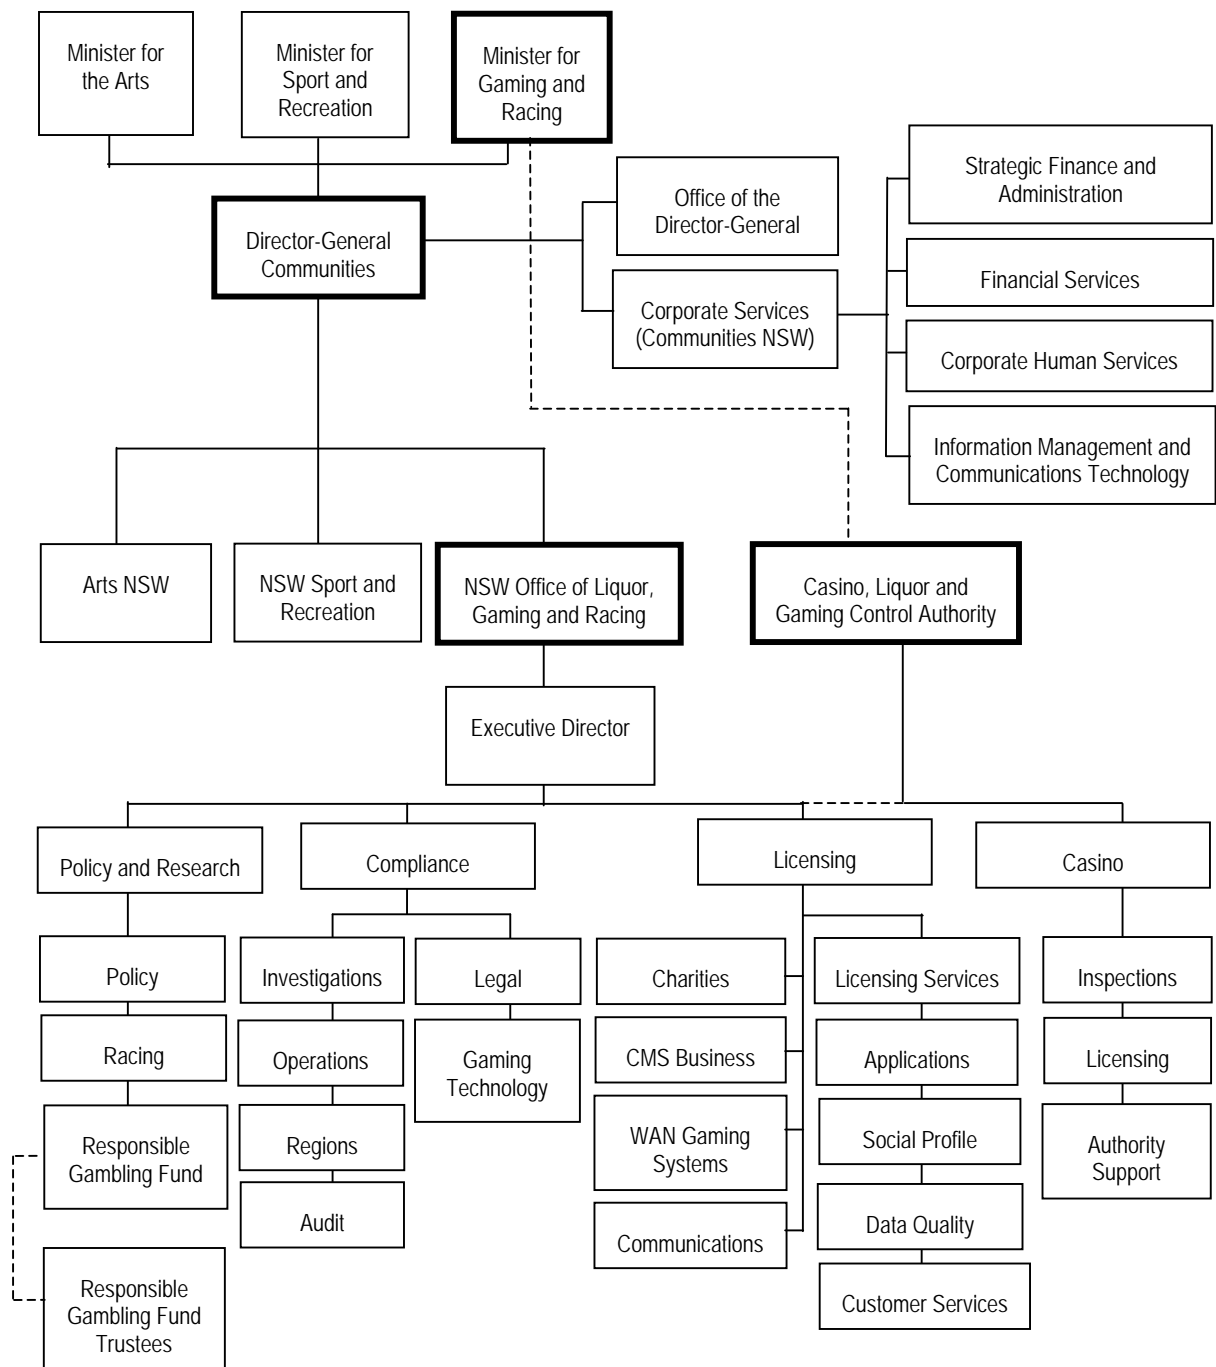 Minister for
the Arts
Minister for
Sport and
Recreation
Minister for
Gaming and
Racing
Strategic Finance and
Administration
Office of the
Director-General
Director-General
Communities
Financial Services
Corporate Services
(Communities NSW)
Corporate Human Services
Information Management and
Communications Technology
Arts NSW
NSW Sport and
Recreation
NSW Office of Liquor,
Gaming and Racing
Casino, Liquor and
Gaming Control Authority
Executive Director
Policy and Research
Compliance
Licensing
Casino
Policy
Investigations
Legal
Charities
Licensing Services
Inspections
Racing
Operations
Gaming
Technology
CMS Business
Applications
Licensing
Responsible
Gambling Fund
Regions
WAN Gaming
Systems
Social Profile
Authority
Support
Audit
Communications
Data Quality
Responsible
Gambling Fund
Trustees
Customer Services